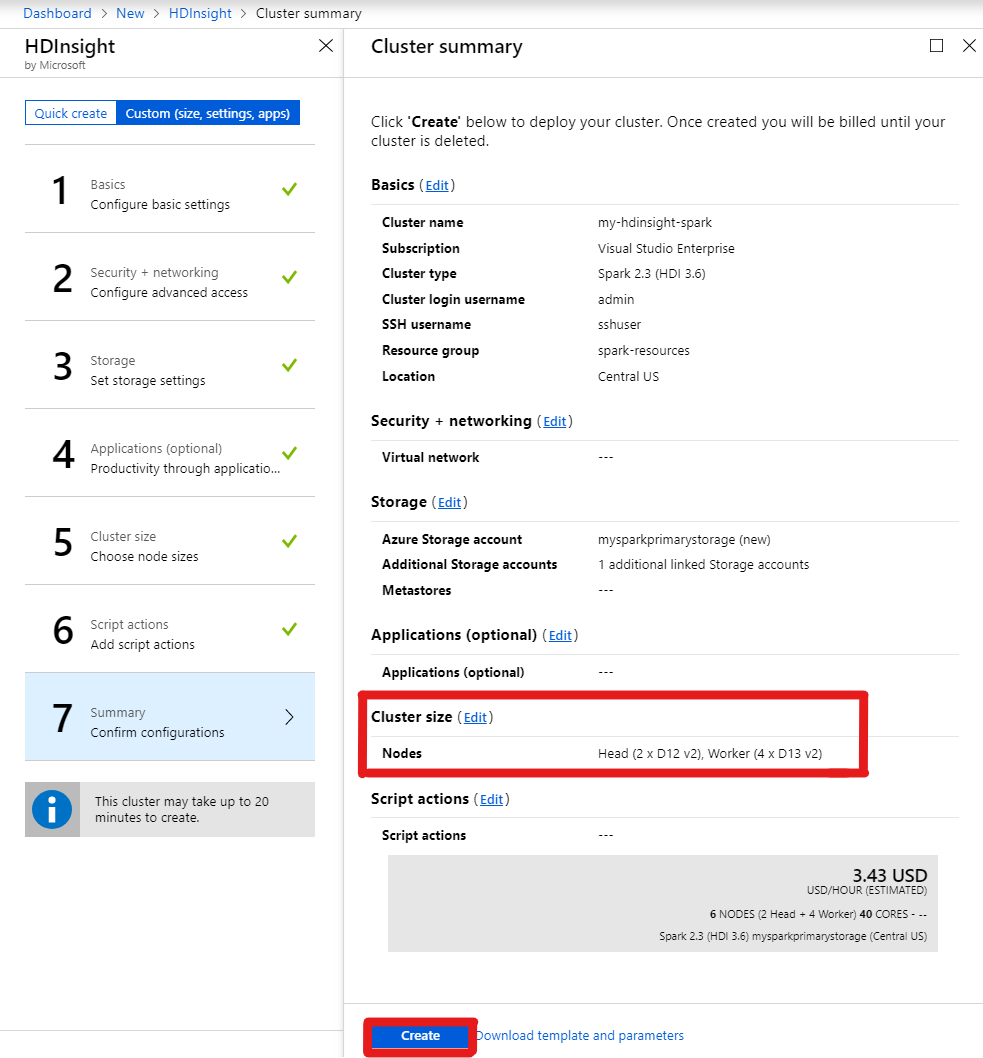 Dashboard > New > HDInsight > Cluster summary
HDInsight
by Microsoft
Quick create
Custom (size, settings, apps)
1
Basics
Configure basic settings
2
Security + networking
Configure advanced access
3
Storage
Set storage settings
4
Applications (optional)
Productivity through applicatio...
5
Cluster size
Choose node sizes
6
Script actions
Add script actions
7
Summary
Confirm configurations
This cluster may take up to 20
minutes to create.
Cluster summary
Click 'Create' below to deploy your cluster. Once created you will be billed until your
cluster is deleted.
Basics (Edit)
Cluster name my-hdinsight-spark
Subscription Visual Studio Enterprise
Cluster type Spark 2.3 (HDI 3.6)
Cluster login username admin
SSH username sshuser
Resource group spark-resources
Location Central US
Security + networking (Edit)
Virtual network ---
Storage (Edit)
Azure Storage account mysparkprimarystorage (new)
Additional Storage accounts 1 additional linked Storage accounts
Metastores ---
Applications (optional) (Edit)
Applications (optional) ---
Cluster size (Edit)
Nodes Head (2 x D12 v2), Worker (4 x D13 v2)
Script actions (Edit)
Script actions ---
3.43 USD
USD/HOUR (ESTIMATED)
6 NODES (2 Head + 4 Worker) 40 CORES - --
Spark 2.3 (HDI 3.6) mysparkprimarystorage (Central US)
Create
Download template and parameters